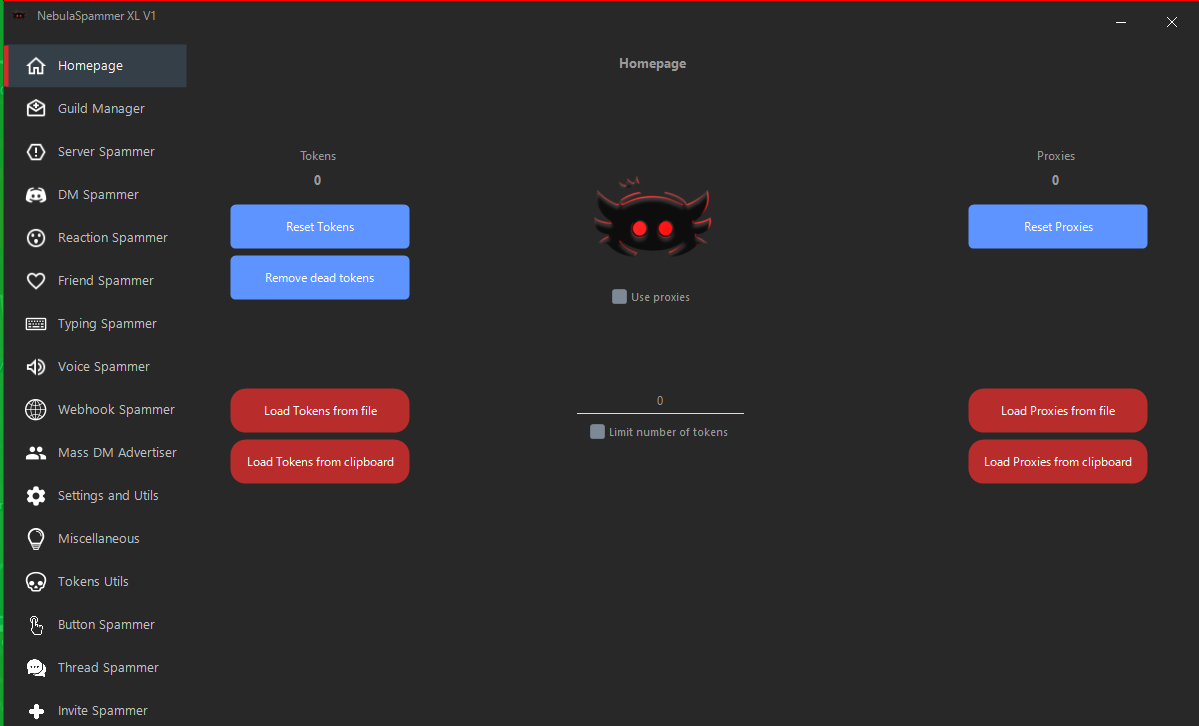 NebulaSpammer XL V1
Homepage
Guild Manager
Server Spammer
DM Spammer
Reaction Spammer
Friend Spammer
Typing Spammer
Voice Spammer
Webhook Spammer
Mass DM Advertiser
Settings and Utils
Miscellaneous
Tokens Utils
Button Spammer
Thread Spammer
Invite Spammer
Homepage
Tokens
0
Reset Tokens
Remove dead tokens
Load Tokens from file
Load Tokens from clipboard
Use proxies
0
Limit number of tokens
Proxies
0
Reset Proxies
Load Proxies from file
Load Proxies from clipboard